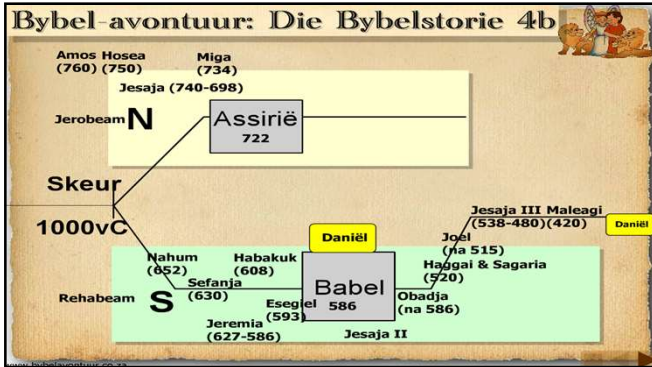 Bybel-avontuur: Die Bybelstorie 4b
Amos Hosea
(760) (750)
Miga
(734)
Jesaja (740-698)
Jerobeam N
Assirië
722
Skeur
1000vC
Jesaja III Maleagi
(538-480)(420)
Daniël
Daniël
Joel
(na 515)
Nahum
(652)
Habakuk
(608)
Haggai & Sagaria
(520)
Sefanja
(630)
Rehabeam S
Esegiel
(593)
Babel
586
Obadja
(na 586)
Jeremia
(627-586)
Jesaja II
www.bybelavontuur.co.za